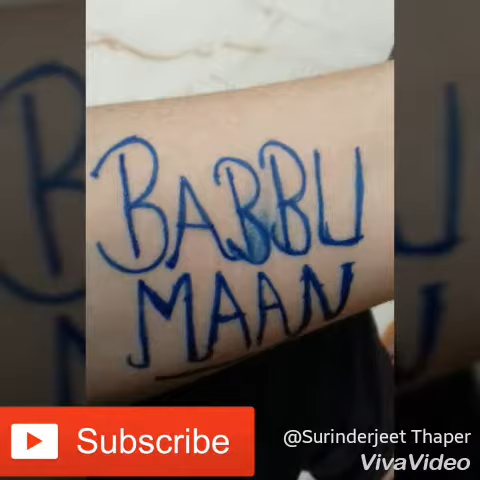 BABBU
MAAN
Subscribe
@Surinderjeet Thaper
VivaVideo